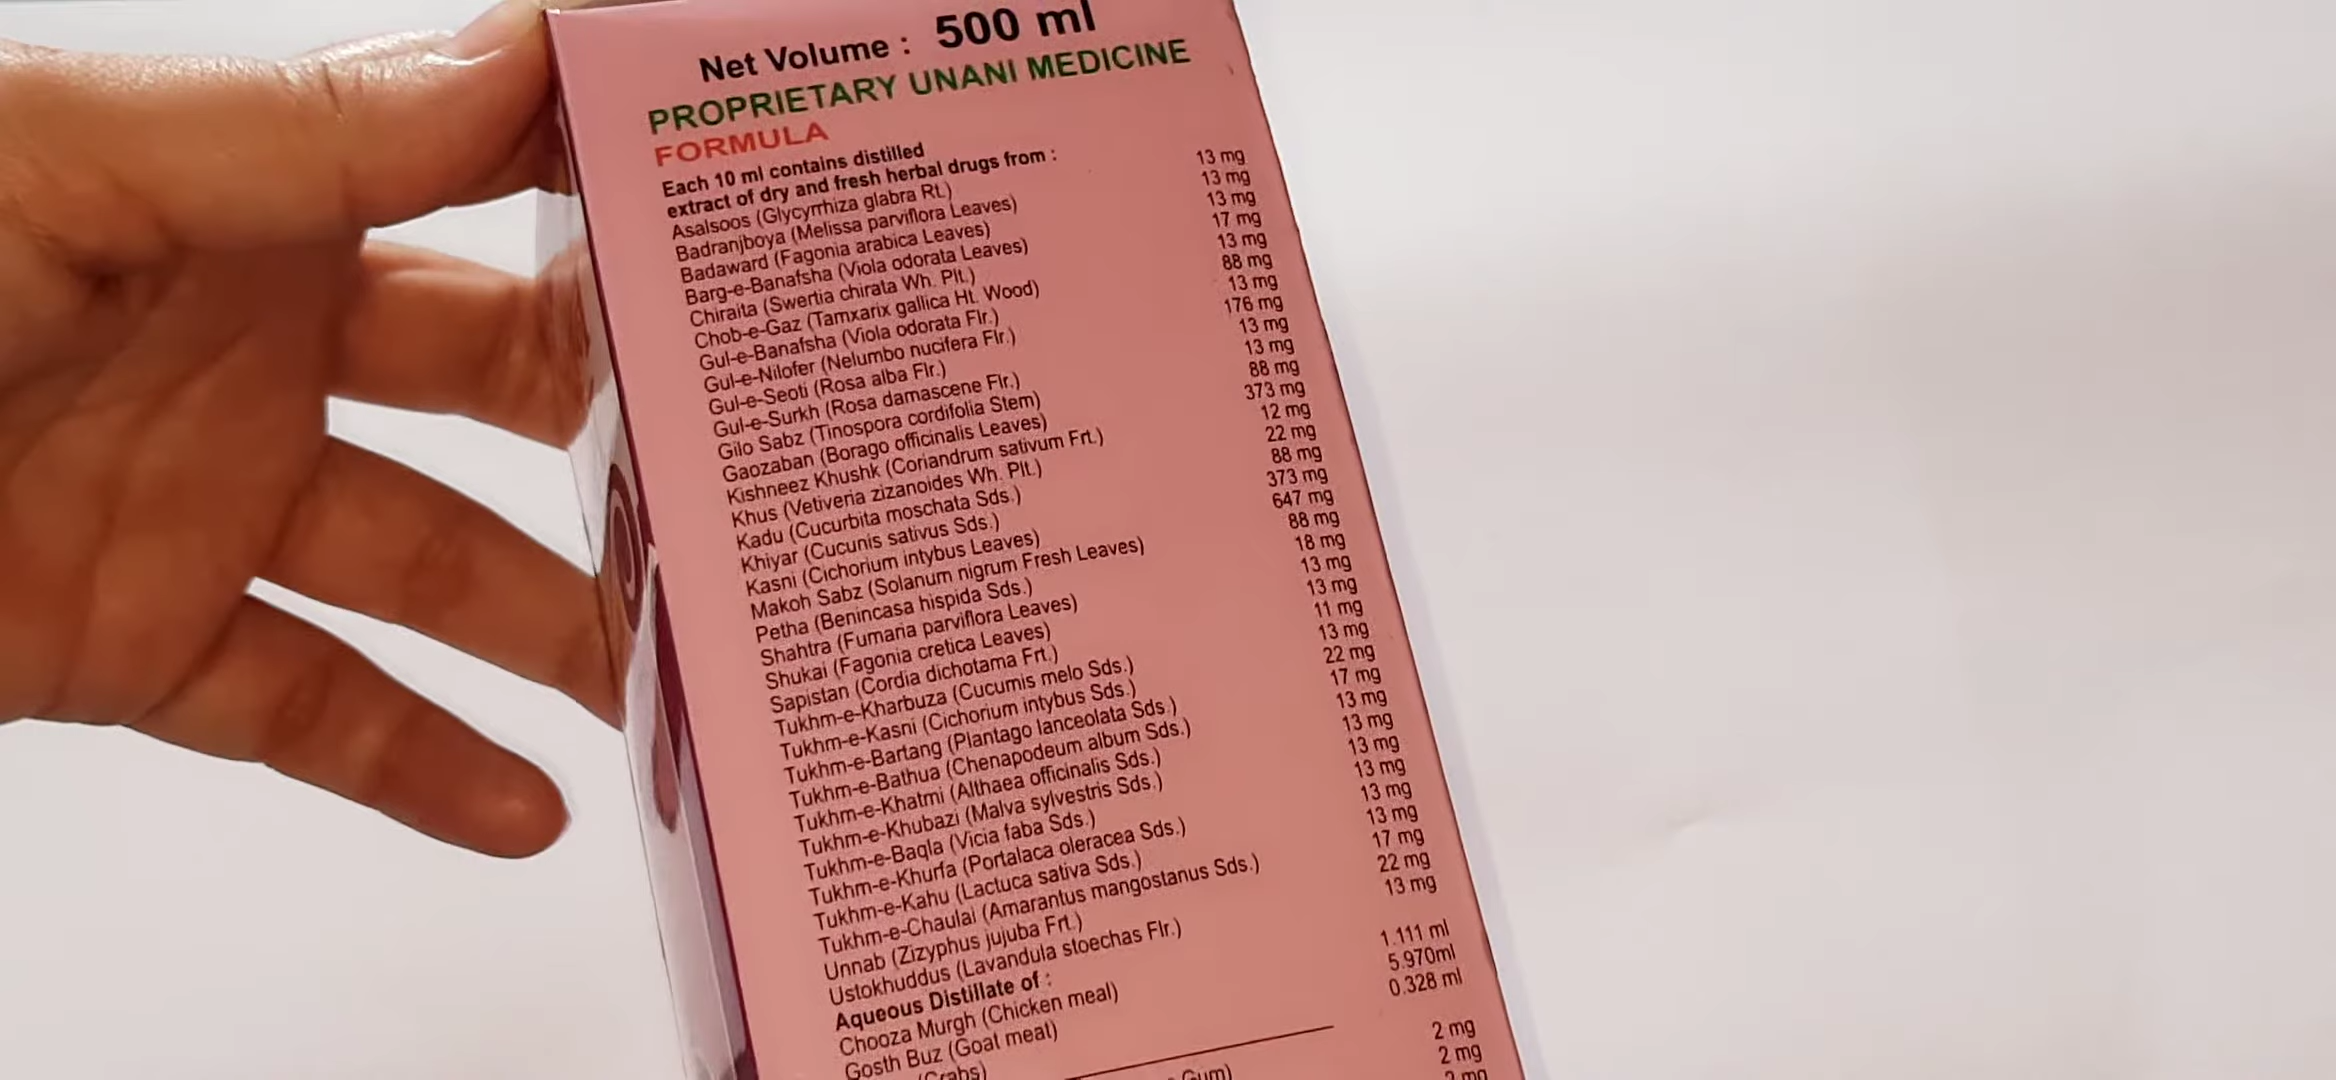 Net Volume : 500 ml
PROPRIETARY UNANI MEDICINE
FORMULA
Each 10 ml contains distilled
extract of dry and fresh herbal drugs from :
Asalsoos (Glycyrrhiza glabra Rt.) 13 mg
Badranjboya (Melissa parviflora Leaves) 13 mg
Badaward (Fagonia arabica Leaves) 13 mg
Barg-e-Banafsha (Viola odorata Leaves) 17 mg
Chiraita (Swertia chirata Wh. Plt.) 13 mg
Chob-e-Gaz (Tamxarix gallica Ht. Wood) 88 mg
Gul-e-Banafsha (Viola odorata Flr.) 13 mg
Gul-e-Nilofer (Nelumbo nucifera Flr.) 176 mg
Gul-e-Seoti (Rosa alba Flr.) 13 mg
Gul-e-Surkh (Rosa damascene Flr.) 13 mg
Gilo Sabz (Tinospora cordifolia Stem) 88 mg
Gaozaban (Borago officinalis Leaves) 373 mg
Kishneez Khushk (Coriandrum sativum Frt.) 12 mg
Khus (Vetiveria zizanoides Wh. Plt.) 22 mg
Kadu (Cucurbita moschata Sds.) 88 mg
Khiyar (Cucunis sativus Sds.) 373 mg
Kasni (Cichorium intybus Leaves) 647 mg
Makoh Sabz (Solanum nigrum Fresh Leaves) 88 mg
Petha (Benincasa hispida Sds.) 18 mg
Shahtra (Fumaria parviflora Leaves) 13 mg
Shukai (Fagonia cretica Leaves) 13 mg
Sapistan (Cordia dichotama Frt.) 11 mg
Tukhm-e-Kharbuza (Cucumis melo Sds.) 13 mg
Tukhm-e-Kasni (Cichorium intybus Sds.) 22 mg
Tukhm-e-Bartang (Plantago lanceolata Sds.) 17 mg
Tukhm-e-Bathua (Chenapodeum album Sds.) 13 mg
Tukhm-e-Khatmi (Althaea officinalis Sds.) 13 mg
Tukhm-e-Khubazi (Malva sylvestris Sds.) 13 mg
Tukhm-e-Baqla (Vicia faba Sds.) 13 mg
Tukhm-e-Khurfa (Portalaca oleracea Sds.) 13 mg
Tukhm-e-Kahu (Lactuca sativa Sds.) 13 mg
Tukhm-e-Chaulai (Amarantus mangostanus Sds.) 17 mg
Unnab (Zizyphus jujuba Frt.) 22 mg
Ustokhuddus (Lavandula stoechas Flr.) 13 mg
Aqueous Distillate of :
Chooza Murgh (Chicken meat) 1.111 ml
Gosth Buz (Goat meat) 5.970ml
(Crabs) 0.328 ml
Gum) 2 mg
2 mg
2 mg